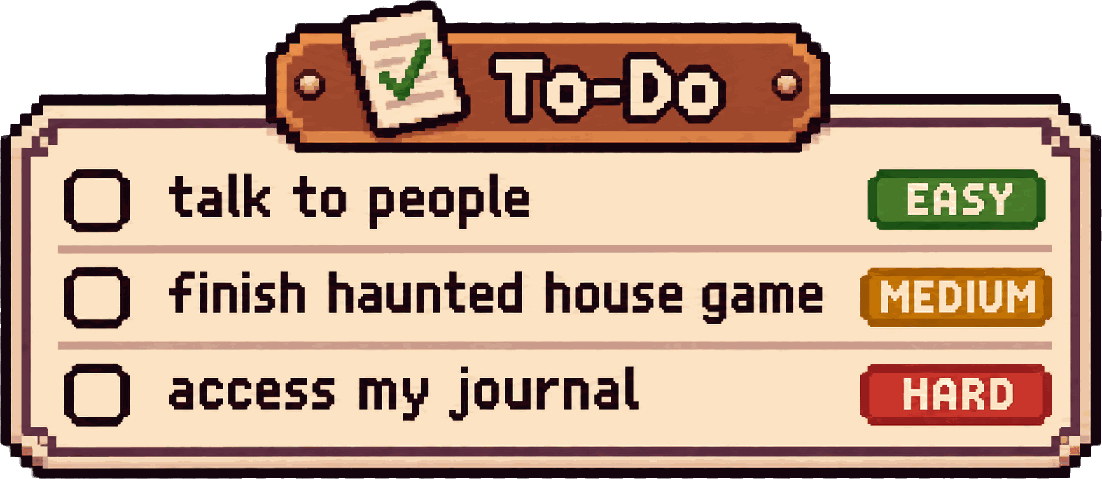 To-Do
talk to people EASY
finish haunted house game MEDIUM
access my journal HARD